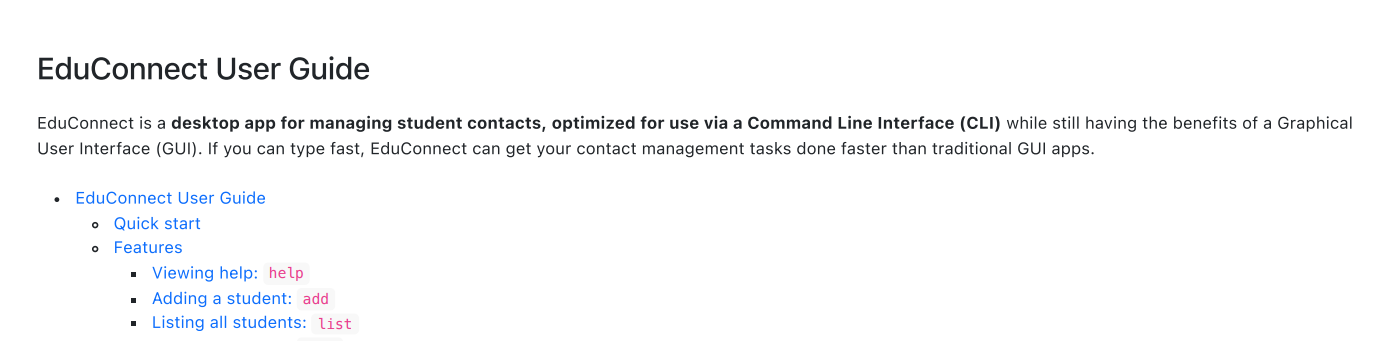 EduConnect User Guide
EduConnect is a desktop app for managing student contacts, optimized for use via a Command Line Interface (CLI) while still having the benefits of a Graphical
User Interface (GUI). If you can type fast, EduConnect can get your contact management tasks done faster than traditional GUI apps.
EduConnect User Guide
Quick start
Features
Viewing help: help
Adding a student: add
Listing all students: list